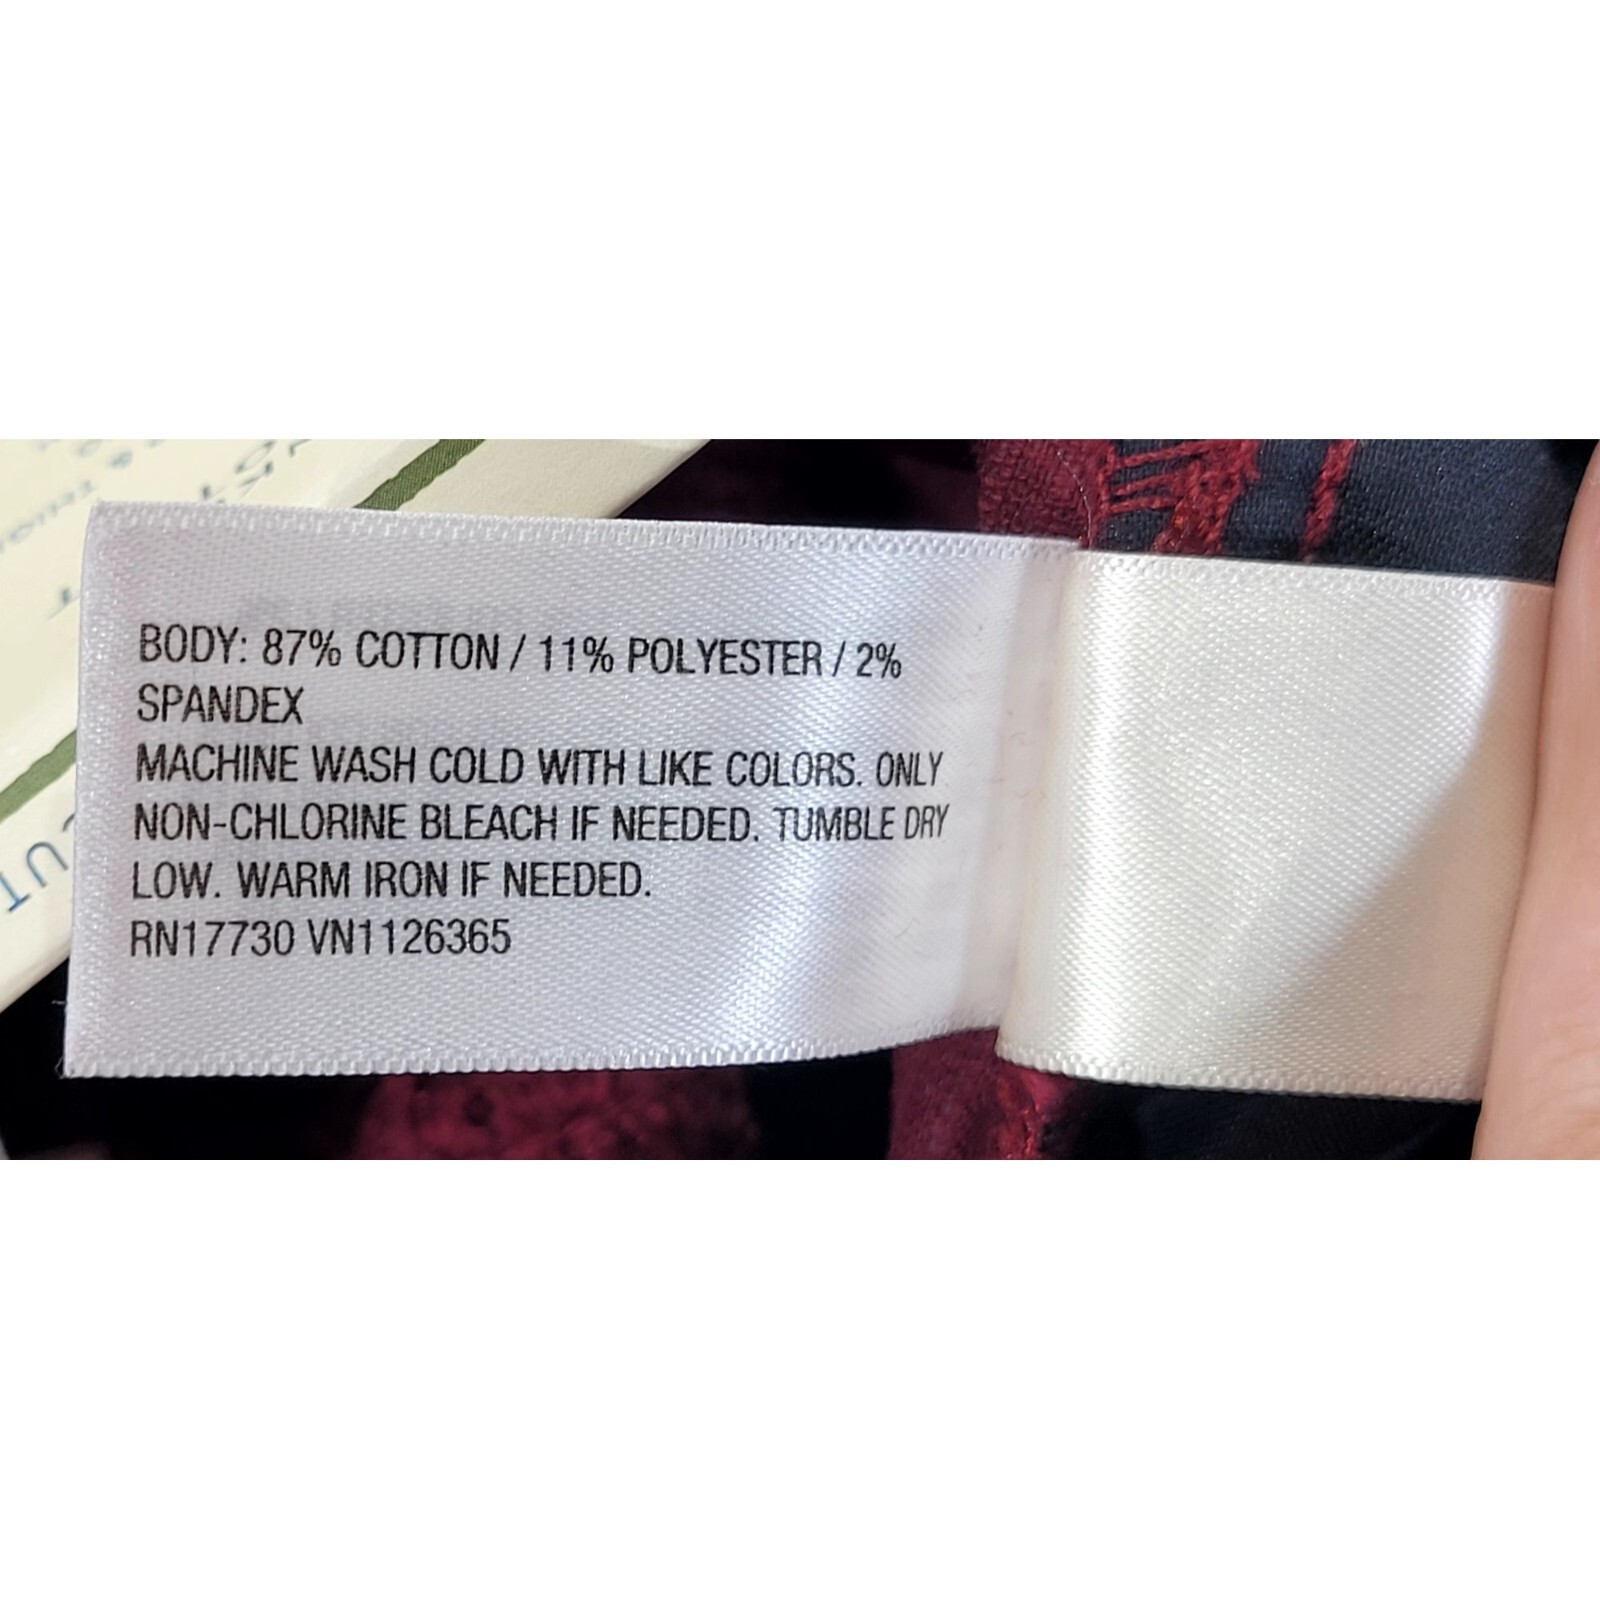 BODY: 87% COTTON / 11% POLYESTER / 2%
SPANDEX
MACHINE WASH COLD WITH LIKE COLORS. ONLY
NON-CHLORINE BLEACH IF NEEDED. TUMBLE DRY
LOW. WARM IRON IF NEEDED.
RN17730 VN1126365